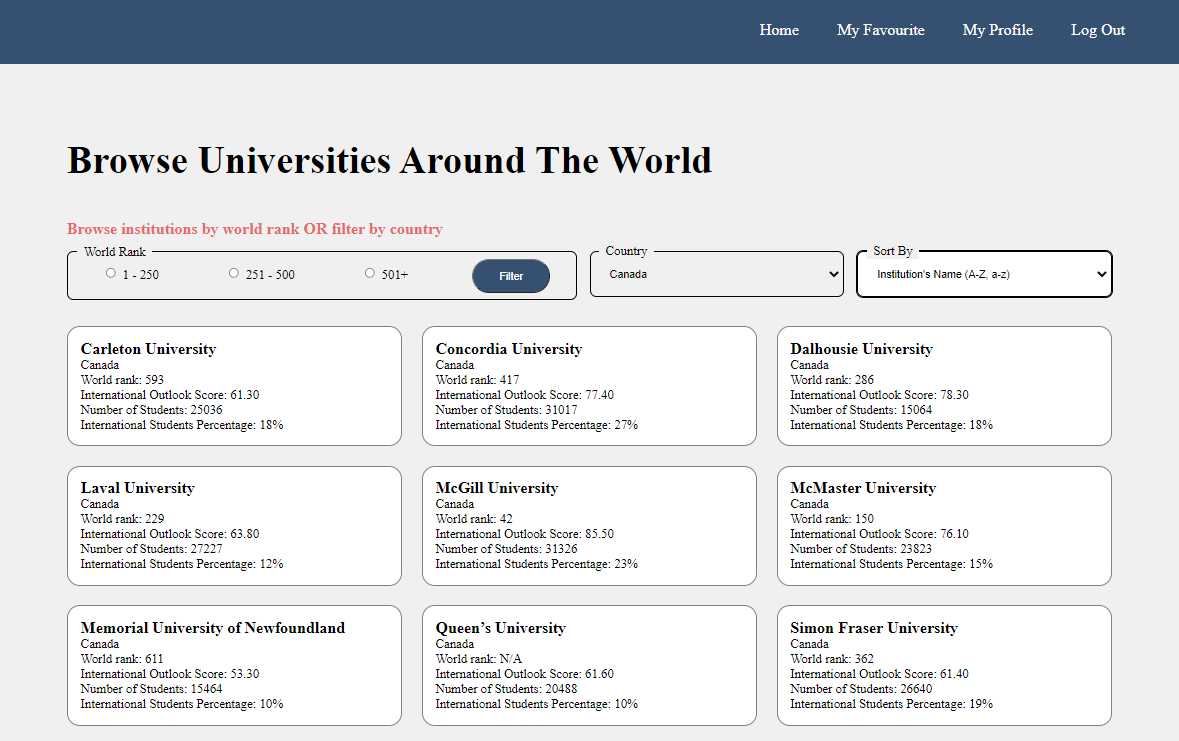 Home My Favourite My Profile Log Out
Browse Universities Around The World
Browse institutions by world rank OR filter by country
World Rank
1 - 250 251 - 500 501+ Filter
Country
Canada
Sort By
Institution's Name (A-Z, a-z)
Carleton University
Canada
World rank: 593
International Outlook Score: 61.30
Number of Students: 25036
International Students Percentage: 18%
Concordia University
Canada
World rank: 417
International Outlook Score: 77.40
Number of Students: 31017
International Students Percentage: 27%
Dalhousie University
Canada
World rank: 286
International Outlook Score: 78.30
Number of Students: 15064
International Students Percentage: 18%
Laval University
Canada
World rank: 229
International Outlook Score: 63.80
Number of Students: 27227
International Students Percentage: 12%
McGill University
Canada
World rank: 42
International Outlook Score: 85.50
Number of Students: 31326
International Students Percentage: 23%
McMaster University
Canada
World rank: 150
International Outlook Score: 76.10
Number of Students: 23823
International Students Percentage: 15%
Memorial University of Newfoundland
Canada
World rank: 611
International Outlook Score: 53.30
Number of Students: 15464
International Students Percentage: 10%
Queen’s University
Canada
World rank: N/A
International Outlook Score: 61.60
Number of Students: 20488
International Students Percentage: 10%
Simon Fraser University
Canada
World rank: 362
International Outlook Score: 61.40
Number of Students: 26640
International Students Percentage: 19%